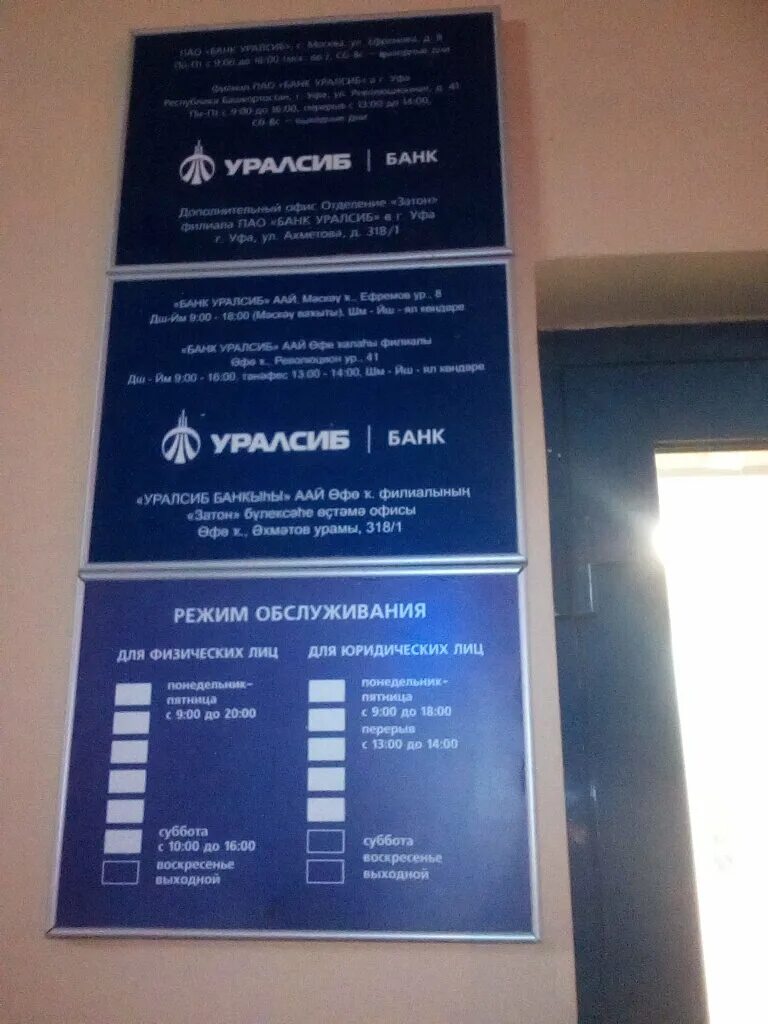 ПАО «БАНК УРАЛСИБ», г. Москва, ул. Ефремова, д. 8
Пн-Пт с 9:00 до 18:00 Сб-Вс – выходные дни
Филиал ПАО «БАНК УРАЛСИБ» в г. Уфа
Республики Башкортостан, г. Уфа, ул. Революционная, д. 41
Пн-Пт с 9:00 до 16:00, перерыв с 13:00 до 14:00,
Сб-Вс – выходные дни
УРАЛСИБ | БАНК
Дополнительный офис Отделение «Затон»
филиала ПАО «БАНК УРАЛСИБ» в г. Уфа
г. Уфа, ул. Ахметова, д. 318/1
«БАНК УРАЛСИБ» ААЙ, Мәскәү ҡ., Ефремов ур., 8
Дш-Йм 9:00 - 18:00 (Мәскәү ваҡыты), Шм - Йш - ял көндәре
«БАНК УРАЛСИБ» ААЙ Өфө ҡалаһы филиалы
Өфө ҡ., Революцион ур., 41
Дш - Йм 9:00 - 16:00, тәнәфес 13:00 - 14:00, Шм - Йш - ял көндәре
УРАЛСИБ | БАНК
«УРАЛСИБ БАНКЫҺЫ» ААЙ Өфө ҡ. филиалының
«Затон» бүлексәһе өҫтәмә офисы
Өфө ҡ., Әхмәтов урамы, 318/1
РЕЖИМ ОБСЛУЖИВАНИЯ
ДЛЯ ФИЗИЧЕСКИХ ЛИЦ
понедельник-
пятница
с 9:00 до 20:00
суббота
с 10:00 до 16:00
воскресенье
выходной
ДЛЯ ЮРИДИЧЕСКИХ ЛИЦ
понедельник-
пятница
с 9:00 до 18:00
перерыв
с 13:00 до 14:00
суббота
воскресенье
выходной